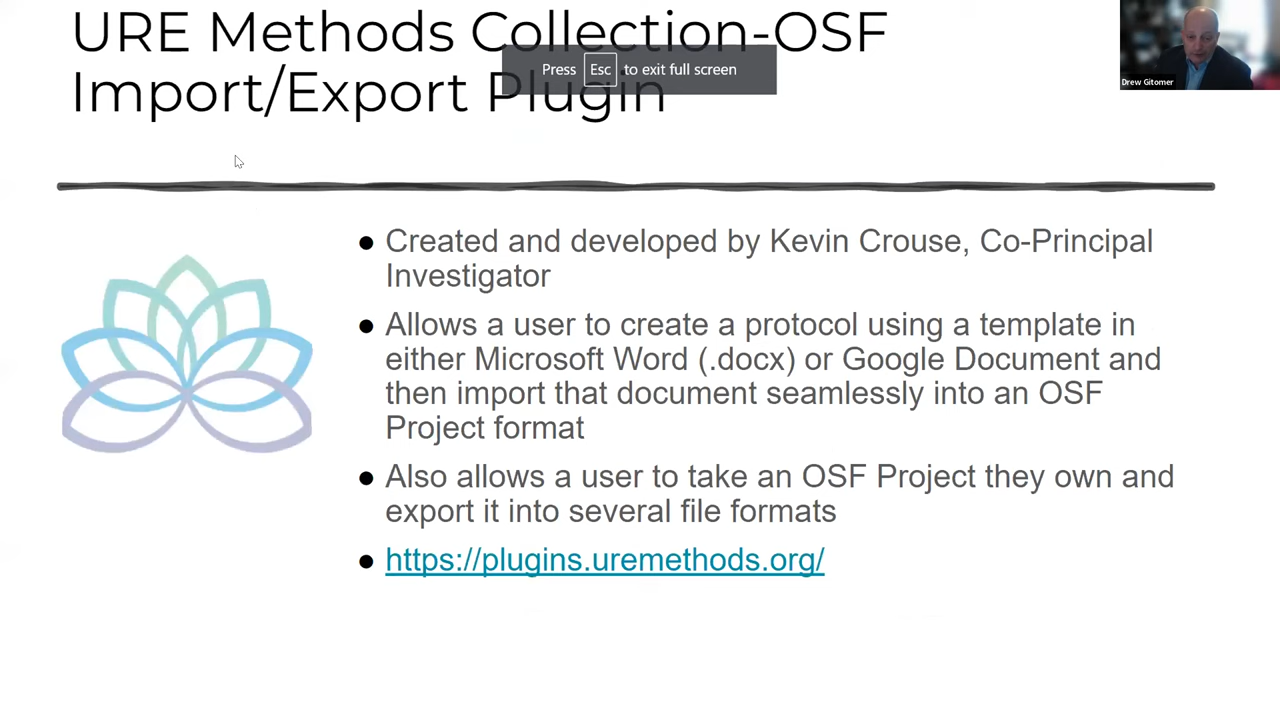 URE Methods Collection-OSF
Import/Export Plugin
Press Esc to exit full screen
Drew Gitomer
● Created and developed by Kevin Crouse, Co-Principal
Investigator
● Allows a user to create a protocol using a template in
either Microsoft Word (.docx) or Google Document and
then import that document seamlessly into an OSF
Project format
● Also allows a user to take an OSF Project they own and
export it into several file formats
● https://plugins.uremethods.org/